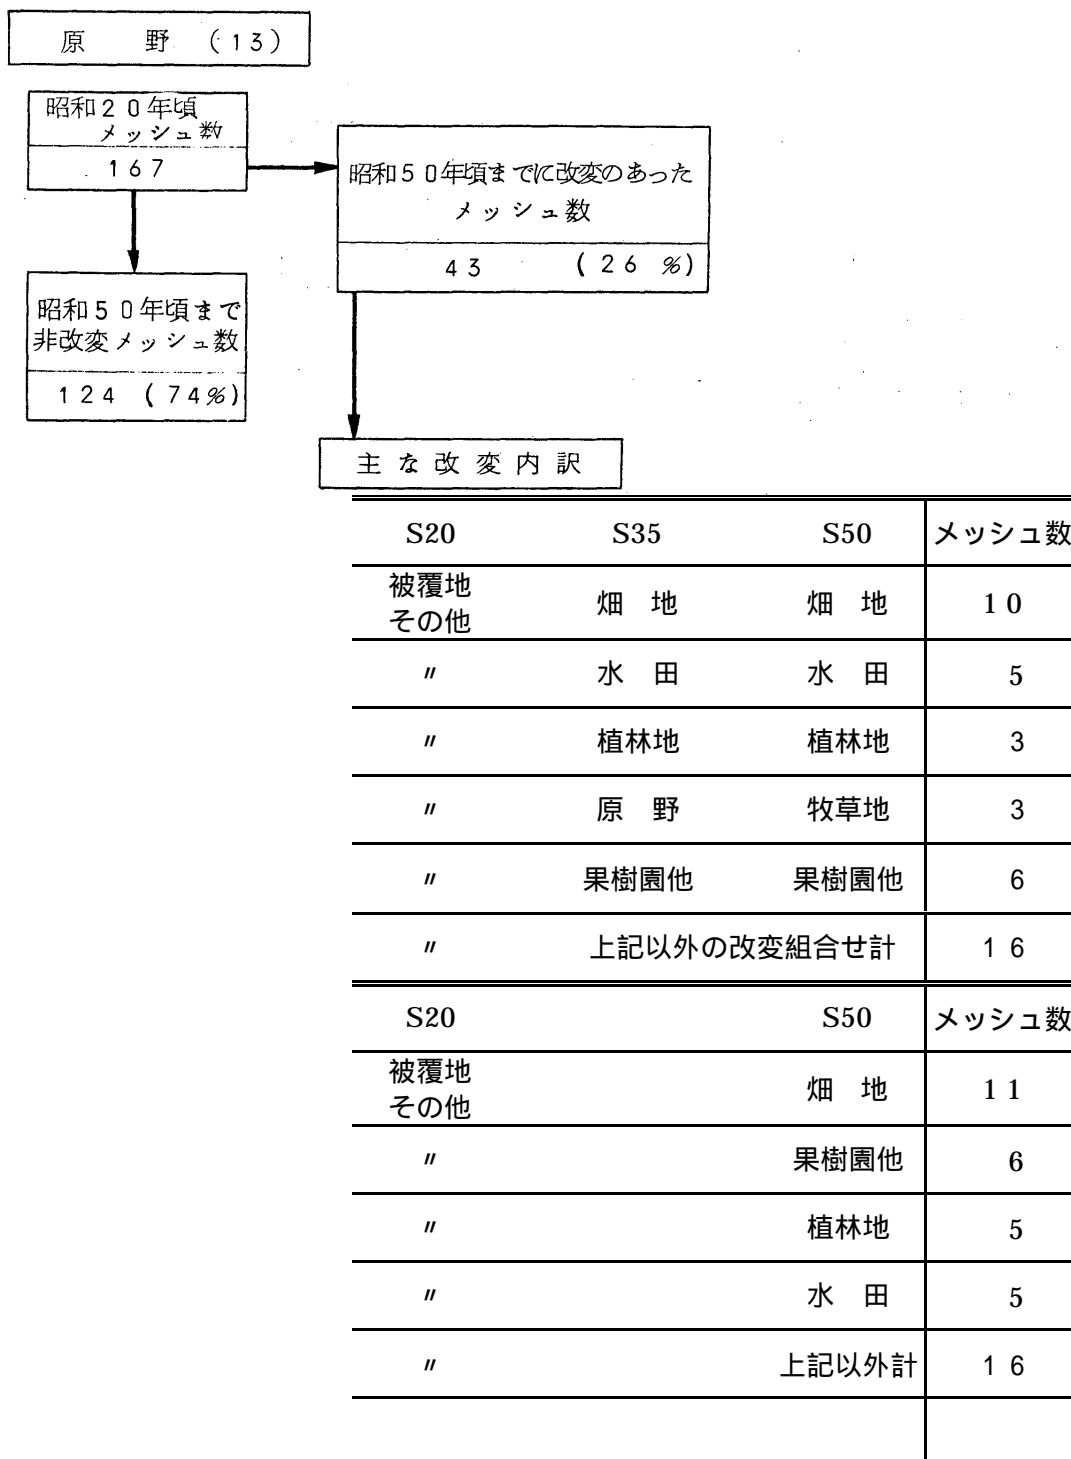 原 野 (13)
昭和20年頃
メッシュ数
167
昭和50年頃までに改変のあった
メッシュ数
43 (26 %)
昭和50年頃まで
非改変メッシュ数
124 (74%)
主な改変内訳
S20 S35 S50 メッシュ数
被覆地
その他 畑 地 畑 地 10
〃 水 田 水 田 5
〃 植林地 植林地 3
〃 原 野 牧草地 3
〃 果樹園他 果樹園他 6
〃 上記以外の改変組合せ計 16
S20 S50 メッシュ数
被覆地
その他 畑 地 11
〃 果樹園他 6
〃 植林地 5
〃 水 田 5
〃 上記以外計 16